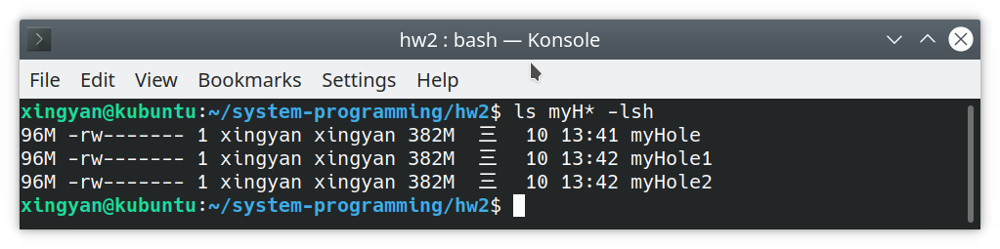 hw2 : bash — Konsole
File Edit View Bookmarks Settings Help
xingyan@kubuntu:~/system-programming/hw2$ ls myH* -lsh
96M -rw------- 1 xingyan xingyan 382M 三 10 13:41 myHole
96M -rw------- 1 xingyan xingyan 382M 三 10 13:42 myHole1
96M -rw------- 1 xingyan xingyan 382M 三 10 13:42 myHole2
xingyan@kubuntu:~/system-programming/hw2$